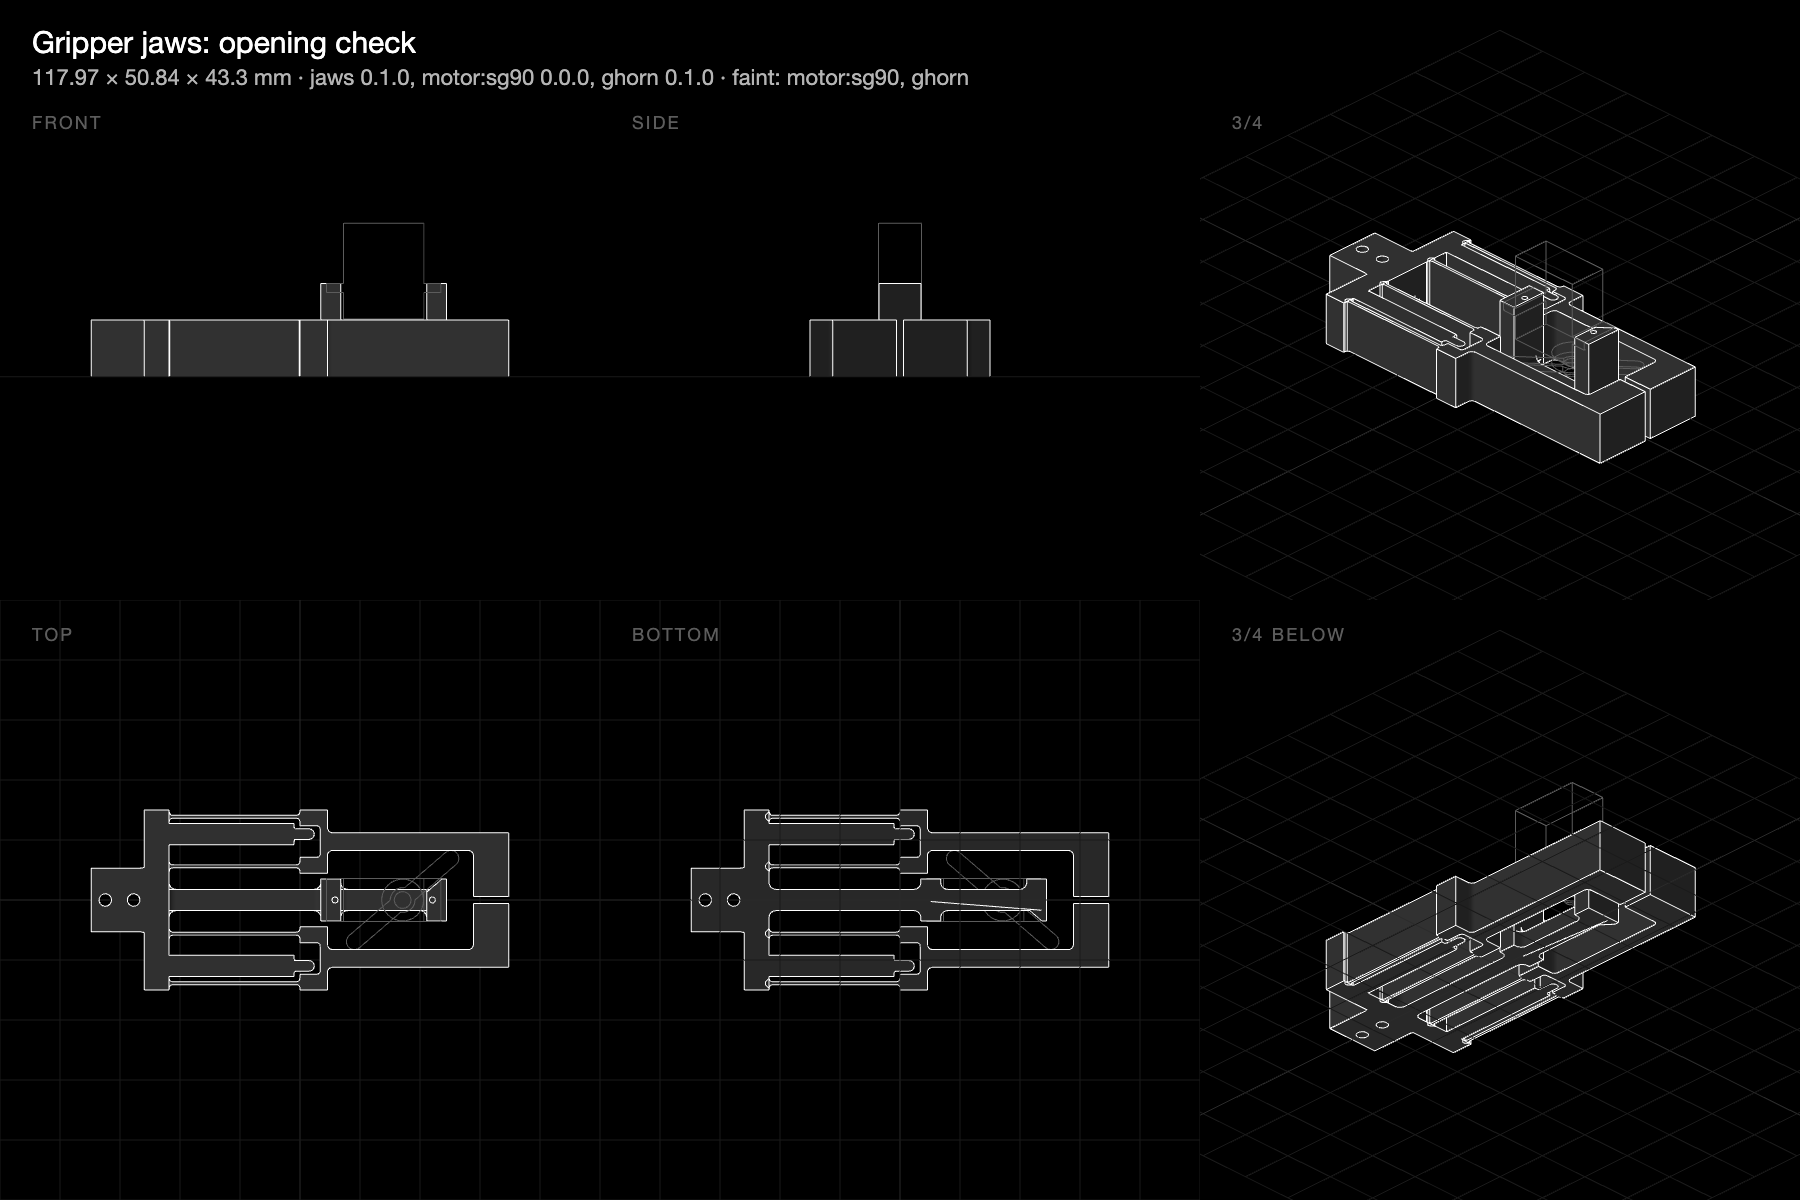 Gripper jaws: opening check
117.97 × 50.84 × 43.3 mm · jaws 0.1.0, motor:sg90 0.0.0, ghorn 0.1.0 · faint: motor:sg90, ghorn
FRONT
SIDE
3/4
TOP
BOTTOM
3/4 BELOW